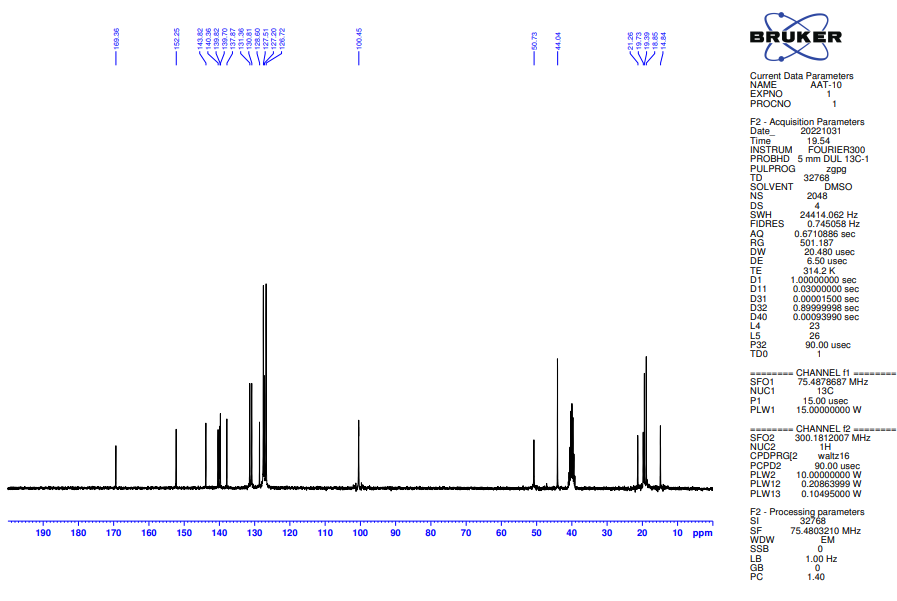 169.36
152.25
143.82
140.36
139.82
139.70
137.87
131.36
130.81
128.60
127.51
127.20
126.72
100.45
50.73
44.04
21.26
19.73
19.39
18.85
14.84
190 180 170 160 150 140 130 120 110 100 90 80 70 60 50 40 30 20 10 ppm
BRUKER
Current Data Parameters
NAME AAT-10
EXPNO 1
PROCNO 1
F2 - Acquisition Parameters
Date_ 20221031
Time 19.54
INSTRUM FOURIER300
PROBHD 5 mm DUL 13C-1
PULPROG zgpg
TD 32768
SOLVENT DMSO
NS 2048
DS 4
SWH 24414.062 Hz
FIDRES 0.745058 Hz
AQ 0.6710886 sec
RG 501.187
DW 20.480 usec
DE 6.50 usec
TE 314.2 K
D1 1.00000000 sec
D11 0.03000000 sec
D31 0.00001500 sec
D32 0.89999998 sec
D40 0.00093990 sec
L4 23
L5 26
P32 90.00 usec
TD0 1
======== CHANNEL f1 ========
SFO1 75.4878687 MHz
NUC1 13C
P1 15.00 usec
PLW1 15.00000000 W
======== CHANNEL f2 ========
SFO2 300.1812007 MHz
NUC2 1H
CPDPRG[2 waltz16
PCPD2 90.00 usec
PLW2 10.00000000 W
PLW12 0.20863999 W
PLW13 0.10495000 W
F2 - Processing parameters
SI 32768
SF 75.4803210 MHz
WDW EM
SSB 0
LB 1.00 Hz
GB 0
PC 1.40